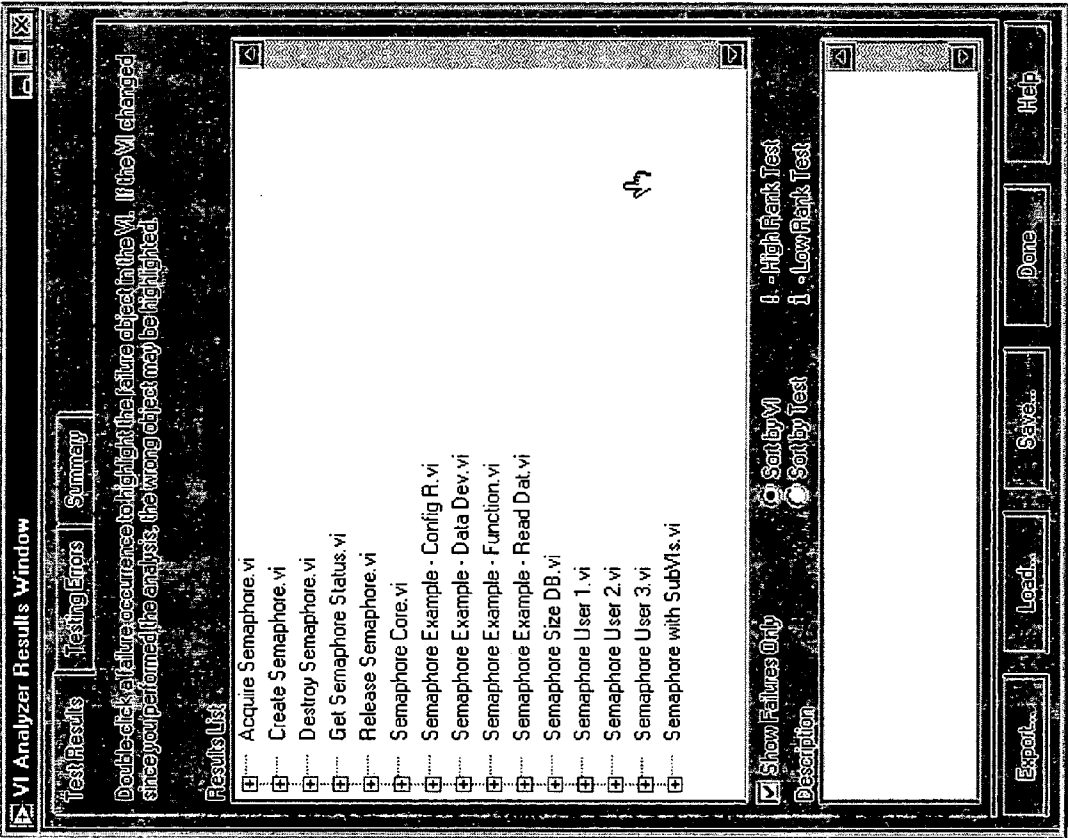 VI Analyzer Results Window
Test Results Testing Errors Summary
Double-click a failure occurrence to highlight the failure object in the VI. If the VI changed
since you performed the analysis, the wrong object may be highlighted.
Results List
Acquire Semaphore.vi
Create Semaphore.vi
Destroy Semaphore.vi
Get Semaphore Status.vi
Release Semaphore.vi
Semaphore Core.vi
Semaphore Example - Config R.vi
Semaphore Example - Data Dev.vi
Semaphore Example - Function.vi
Semaphore Example - Read Dat.vi
Semaphore Size DB.vi
Semaphore User 1.vi
Semaphore User 2.vi
Semaphore User 3.vi
Semaphore with SubVIs.vi
Show Failures Only Sort by VI ! - High Rank Test
Description Sort by Test i - Low Rank Test
Export... Load... Save... Done Help